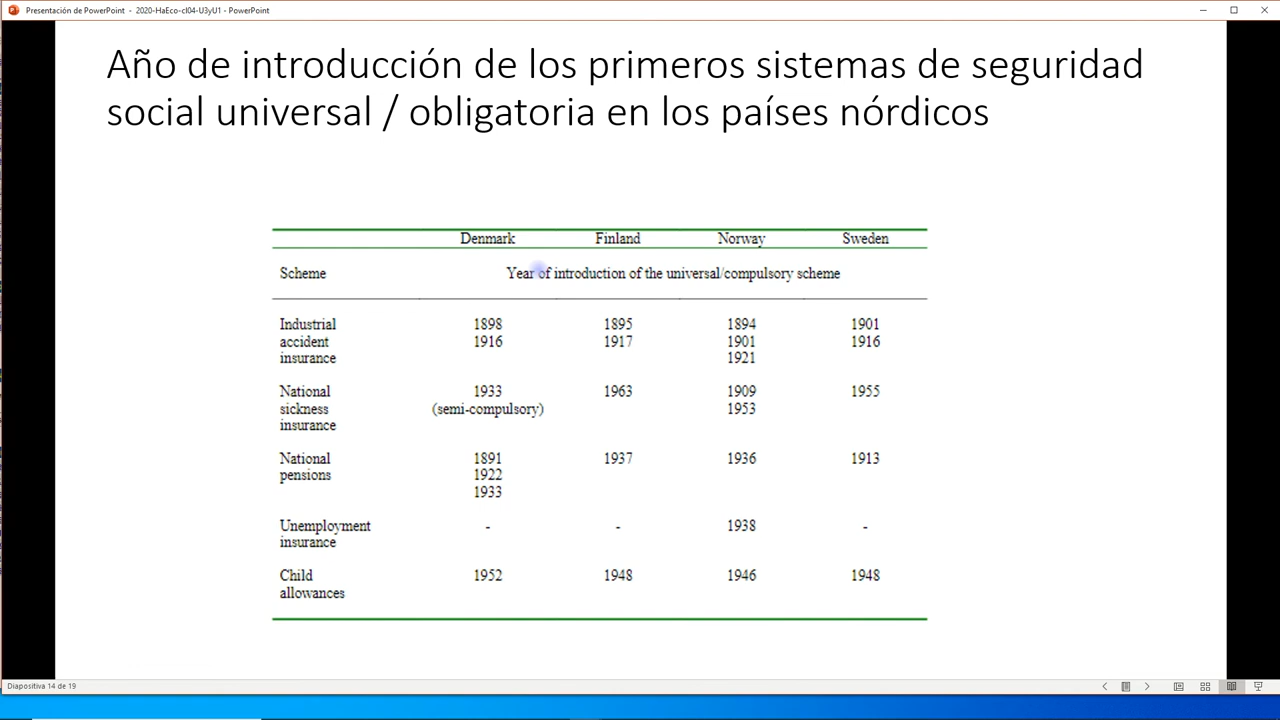 Presentación de PowerPoint - 2020-HaEco-cl04-U3yU1 - PowerPoint
Año de introducción de los primeros sistemas de seguridad
social universal / obligatoria en los países nórdicos
Denmark Finland Norway Sweden
Scheme Year of introduction of the universal/compulsory scheme
Industrial 1898 1895 1894 1901
accident 1916 1917 1901 1916
insurance 1921
National 1933 1963 1909 1955
sickness (semi-compulsory) 1953
insurance
National 1891 1937 1936 1913
pensions 1922
1933
Unemployment - - 1938 -
insurance
Child 1952 1948 1946 1948
allowances
Diapositiva 14 de 19